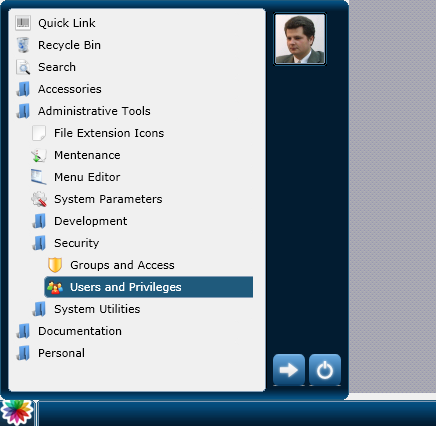 Quick Link
Recycle Bin
Search
Accessories
Administrative Tools
File Extension Icons
Mentenance
Menu Editor
System Parameters
Development
Security
Groups and Access
Users and Privileges
System Utilities
Documentation
Personal